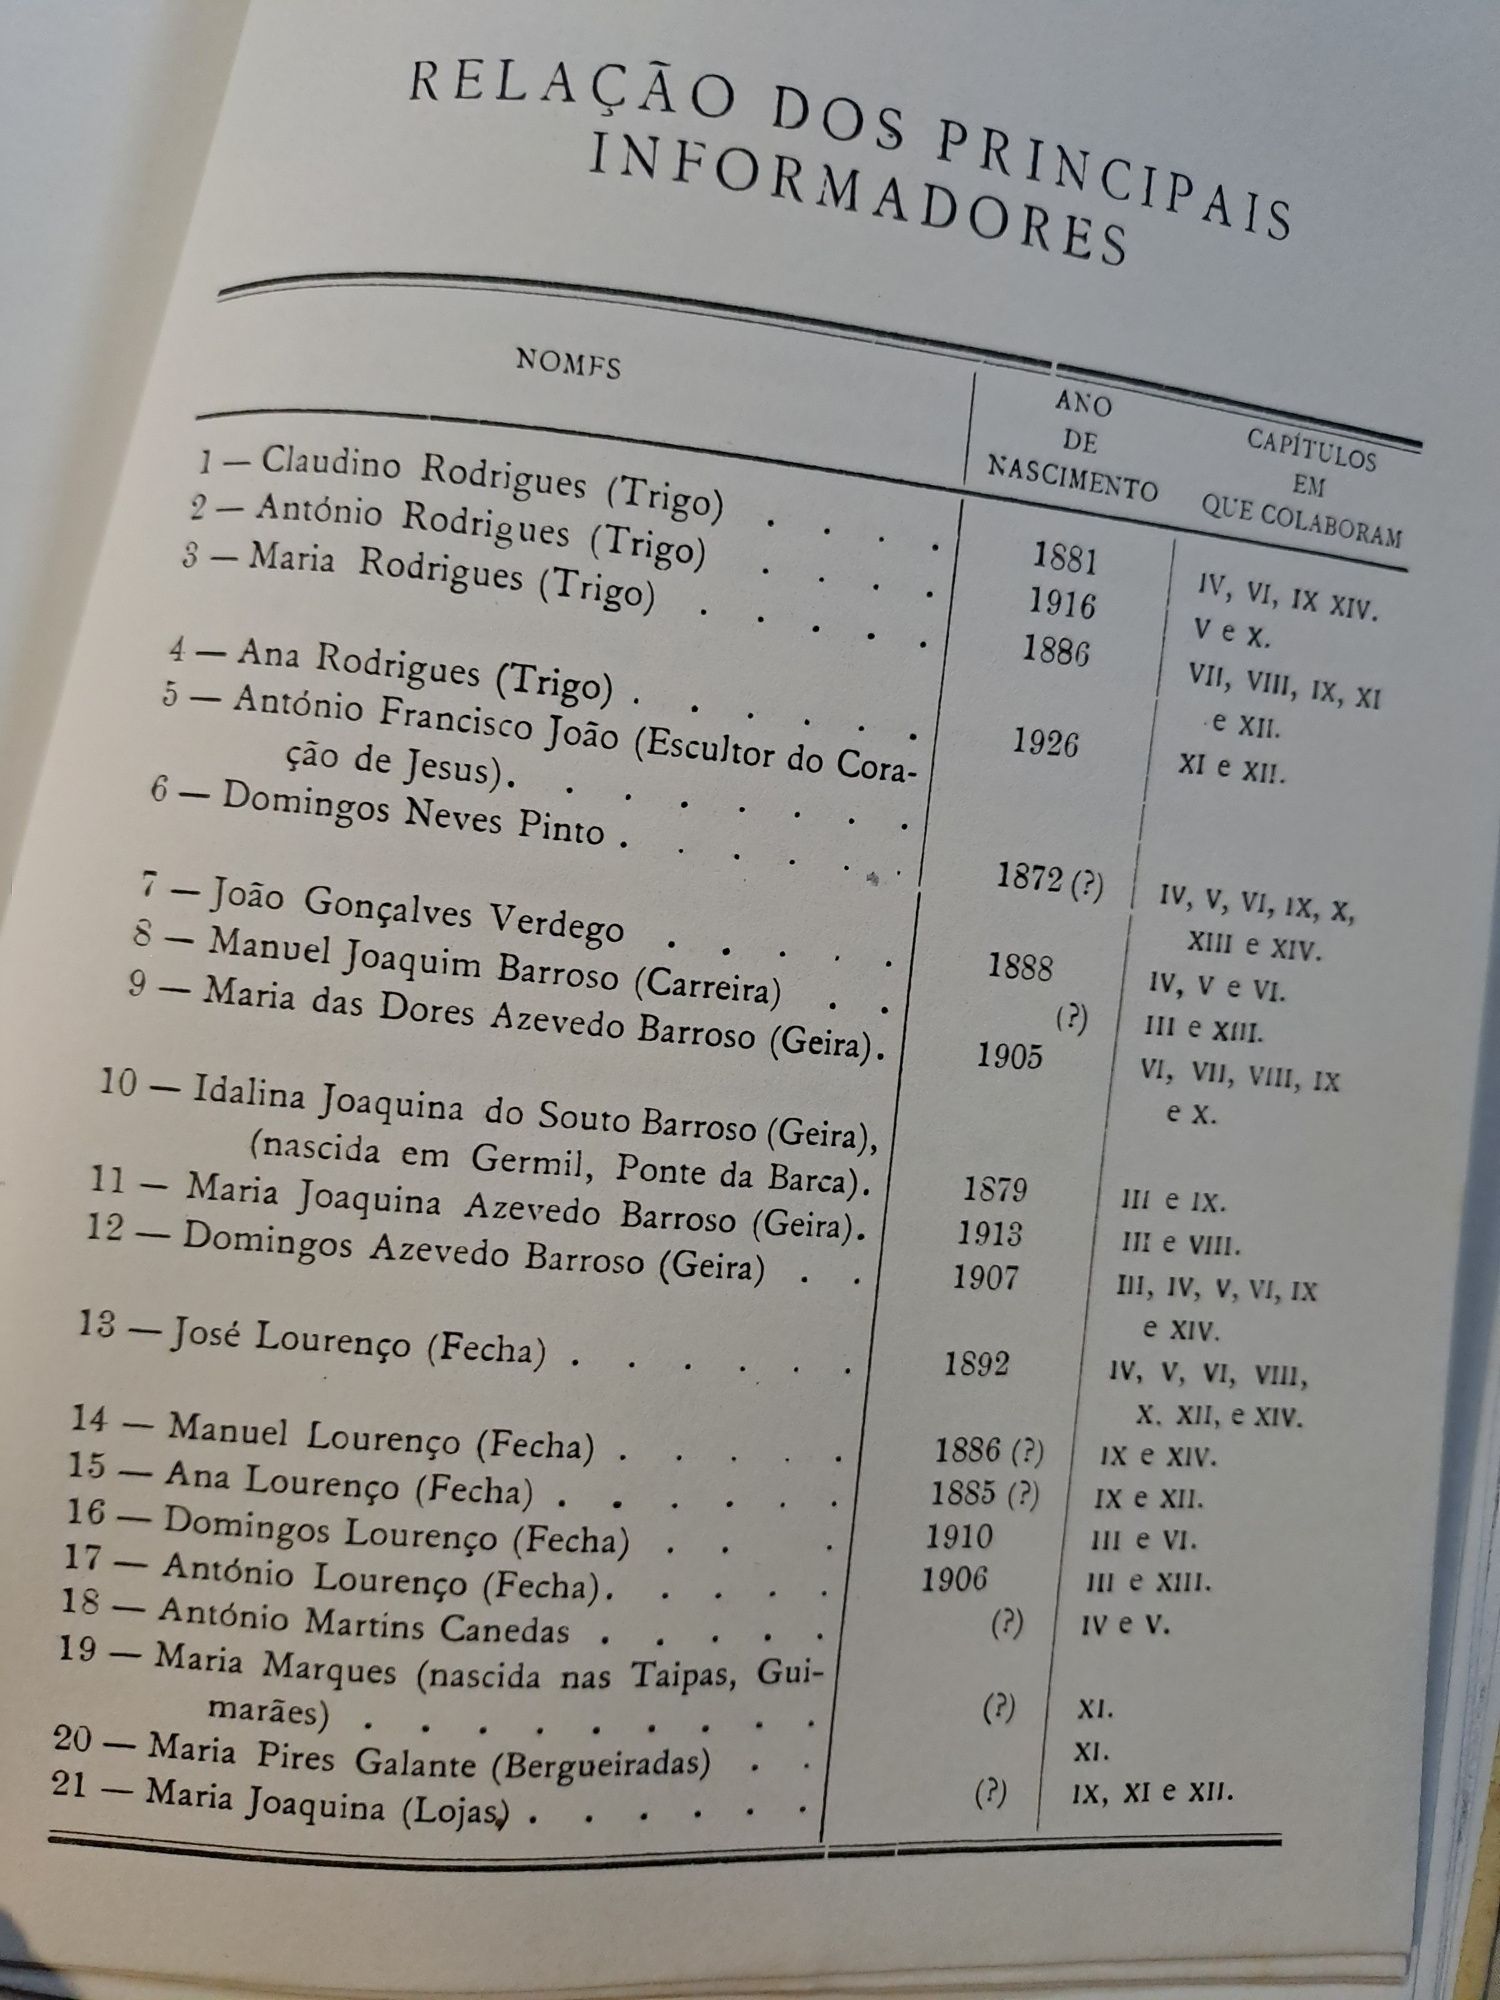 RELAÇÃO DOS PRINCIPAIS
INFORMADORES
NOMFS
ANO
DE
NASCIMENTO
CAPÍTULOS
EM
QUE COLABORAM
1 — Claudino Rodrigues (Trigo) . . . . 1881 IV, VI, IX XIV.
2 — António Rodrigues (Trigo) . . . . 1916 V e X.
3 — Maria Rodrigues (Trigo) . . . . . 1886 VII, VIII, IX, XI
e XII.
4 — Ana Rodrigues (Trigo) . . . . . . 1926 XI e XII.
5 — António Francisco João (Escultor do Cora-
ção de Jesus). . . . . . . .
6 — Domingos Neves Pinto . . . . . . 1872 (?) IV, V, VI, IX, X,
XIII e XIV.
7 — João Gonçalves Verdego . . . . . 1888 IV, V e VI.
8 — Manuel Joaquim Barroso (Carreira) . . (?) III e XIII.
9 — Maria das Dores Azevedo Barroso (Geira). 1905 VI, VII, VIII, IX
e X.
10 — Idalina Joaquina do Souto Barroso (Geira),
(nascida em Germil, Ponte da Barca). 1879 III e IX.
11 — Maria Joaquina Azevedo Barroso (Geira). 1913 III e VIII.
12 — Domingos Azevedo Barroso (Geira) . . 1907 III, IV, V, VI, IX
e XIV.
13 — José Lourenço (Fecha) . . . . . . 1892 IV, V, VI, VIII,
X. XII, e XIV.
14 — Manuel Lourenço (Fecha) . . . . . 1886 (?) IX e XIV.
15 — Ana Lourenço (Fecha) . . . . . . 1885 (?) IX e XII.
16 — Domingos Lourenço (Fecha) . . . 1910 III e VI.
17 — António Lourenço (Fecha). . . . . 1906 III e XIII.
18 — António Martins Canedas . . . . . (?) IV e V.
19 — Maria Marques (nascida nas Taipas, Gui-
marães) . . . . . . . . . (?) XI.
20 — Maria Pires Galante (Bergueiradas) . . XI.
21 — Maria Joaquina (Lojas) . . . . . . (?) IX, XI e XII.